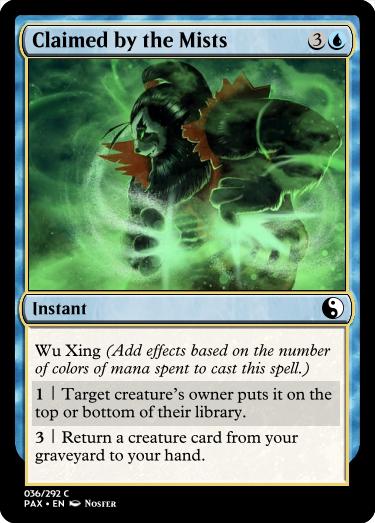 Claimed by the Mists 3
Instant
Wu Xing (Add effects based on the number
of colors of mana spent to cast this spell.)
1 | Target creature's owner puts it on the
top or bottom of their library.
3 | Return a creature card from your
graveyard to your hand.
036/292 C
PAX • EN Nosfer